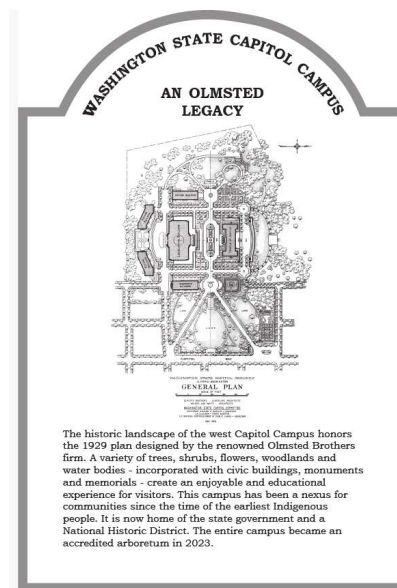 WASHINGTON STATE CAPITOL CAMPUS
AN OLMSTED
LEGACY
GENERAL PLAN
The historic landscape of the west Capitol Campus honors
the 1929 plan designed by the renowned Olmsted Brothers
firm. A variety of trees, shrubs, flowers, woodlands and
water bodies - incorporated with civic buildings, monuments
and memorials - create an enjoyable and educational
experience for visitors. This campus has been a nexus for
communities since the time of the earliest Indigenous
people. It is now home of the state government and a
National Historic District. The entire campus became an
accredited arboretum in 2023.